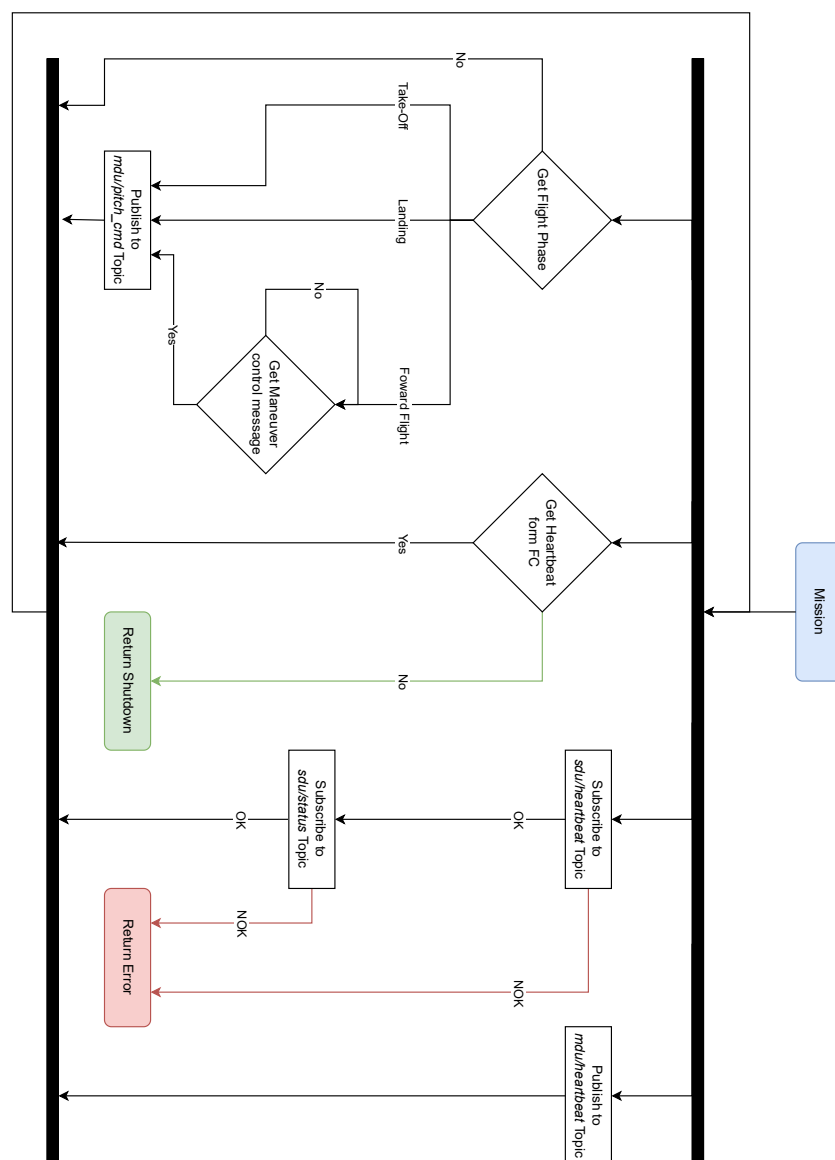 Mission
No
Get Flight Phase
Take-Off
Landing
Foward Flight
No
Get Maneuver
control message
Yes
Publish to
mdu/pitch_cmd Topic
Get Heartbeat
form FC
Yes
No
Return Shutdown
Subscribe to
sdu/heartbeat Topic
OK
NOK
Subscribe to
sdu/status Topic
OK
NOK
Return Error
Publish to
mdu/heartbeat Topic